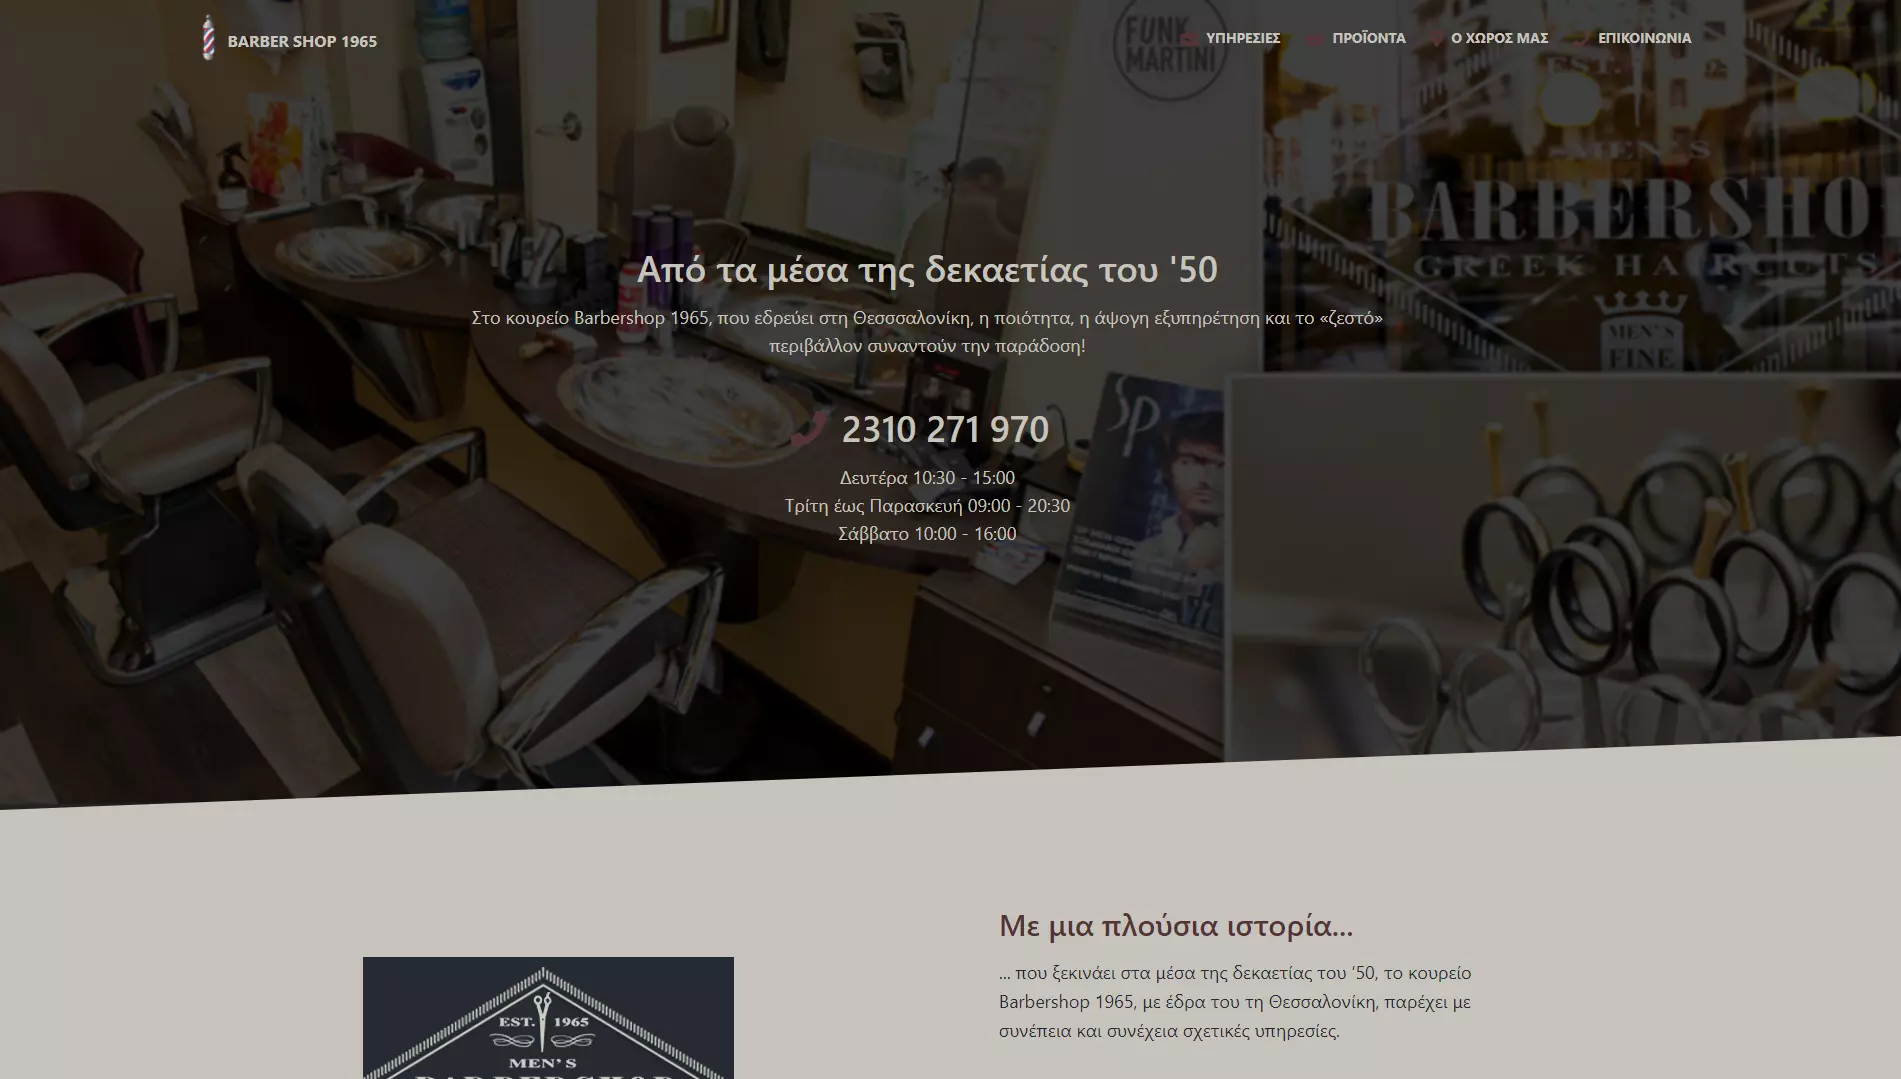 BARBER SHOP 1965
ΥΠΗΡΕΣΙΕΣ
ΠΡΟΪΟΝΤΑ
Ο ΧΩΡΟΣ ΜΑΣ
ΕΠΙΚΟΙΝΩΝΙΑ
FUNK
MARTINI
EST.
MEN'S
BARBERSHO
GREEK HAIRCUTS
MEN'S
FINE
Από τα μέσα της δεκαετίας του '50
Στο κουρείο Barbershop 1965, που εδρεύει στη Θεσσσαλονίκη, η ποιότητα, η άψογη εξυπηρέτηση και το «ζεστό»
περιβάλλον συναντούν την παράδοση!
2310 271 970
Δευτέρα 10:30 - 15:00
Τρίτη έως Παρασκευή 09:00 - 20:30
Σάββατο 10:00 - 16:00
Sp
Με μια πλούσια ιστορία...
... που ξεκινάει στα μέσα της δεκαετίας του ‘50, το κουρείο
Barbershop 1965, με έδρα του τη Θεσσαλονίκη, παρέχει με
συνέπεια και συνέχεια σχετικές υπηρεσίες.
EST. 1965
MEN'S
BARBERSHOP